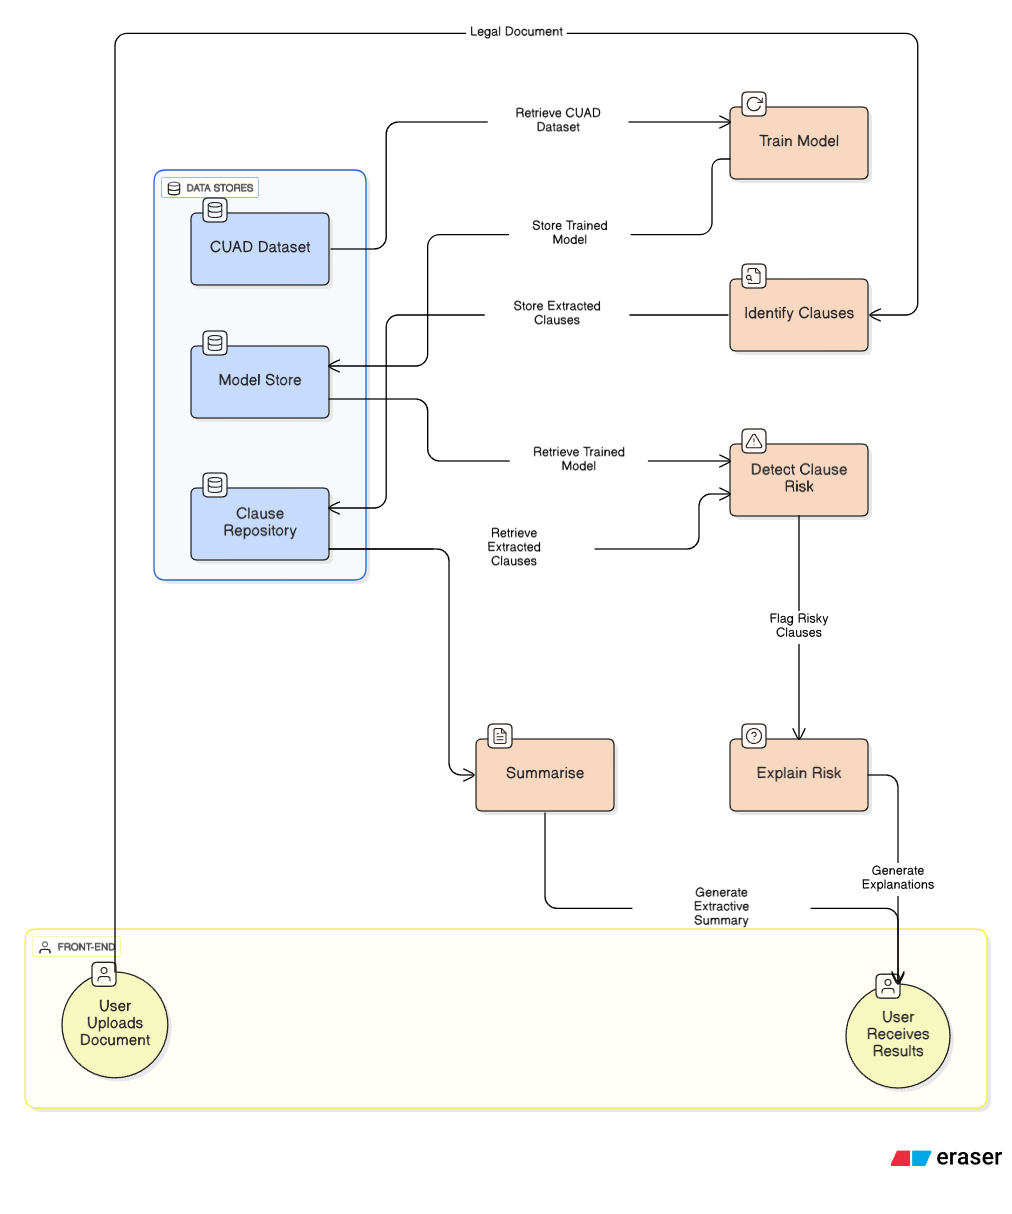 Legal Document
Retrieve CUAD
Dataset
Train Model
DATA STORES
CUAD Dataset
Store Trained
Model
Store Extracted
Clauses
Identify Clauses
Model Store
Retrieve Trained
Model
Detect Clause
Risk
Clause
Repository
Retrieve
Extracted
Clauses
Flag Risky
Clauses
Summarise
Explain Risk
Generate
Explanations
Generate
Extractive
Summary
FRONT-END
User
Uploads
Document
User
Receives
Results
eraser